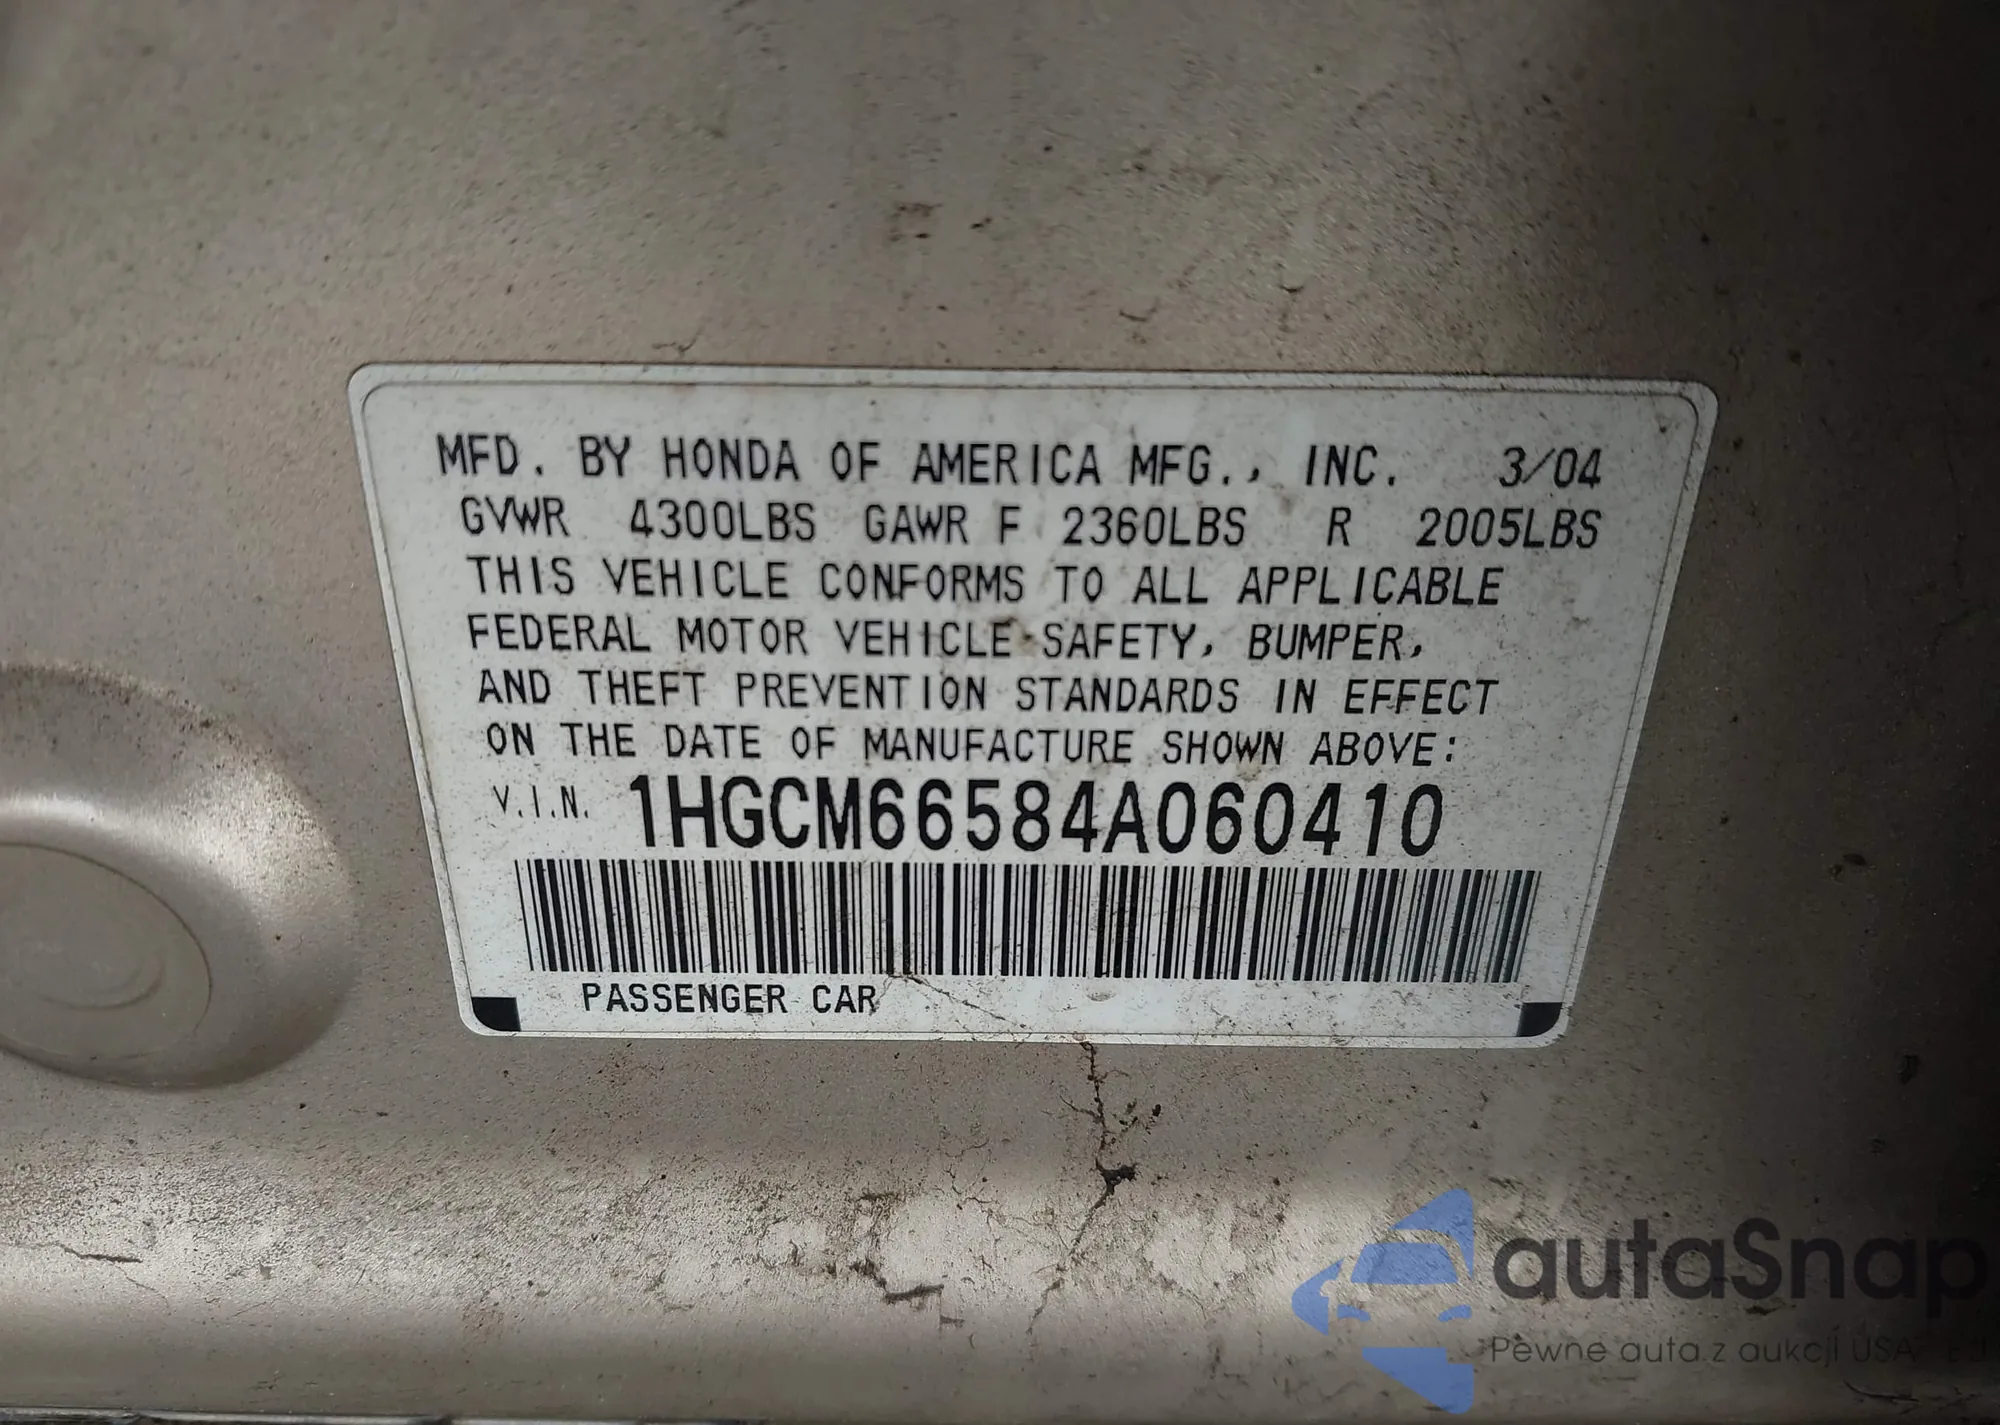 MFD. BY HONDA OF AMERICA MFG., INC. 3/04
GVWR 4300LBS GAWR F 2360LBS R 2005LBS
THIS VEHICLE CONFORMS TO ALL APPLICABLE
FEDERAL MOTOR VEHICLE SAFETY, BUMPER,
AND THEFT PREVENTION STANDARDS IN EFFECT
ON THE DATE OF MANUFACTURE SHOWN ABOVE:
V.I.N. 1HGCM66584A060410
PASSENGER CAR
autaSnap
Pewne auta z aukcji USA